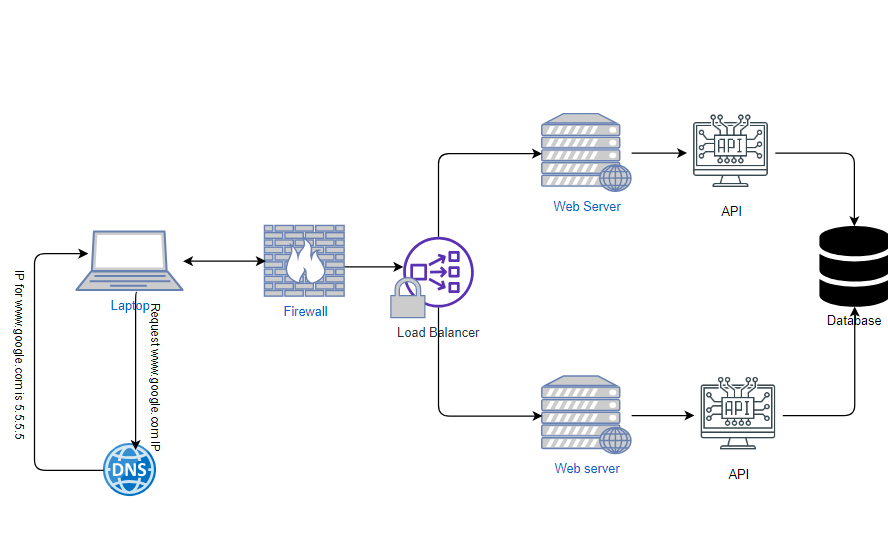 Web Server
API
API
Database
Laptop
Firewall
Load Balancer
IP for www.google.com is 5.5.5.5
Request www.google.com IP
DNS
Web server
API
API